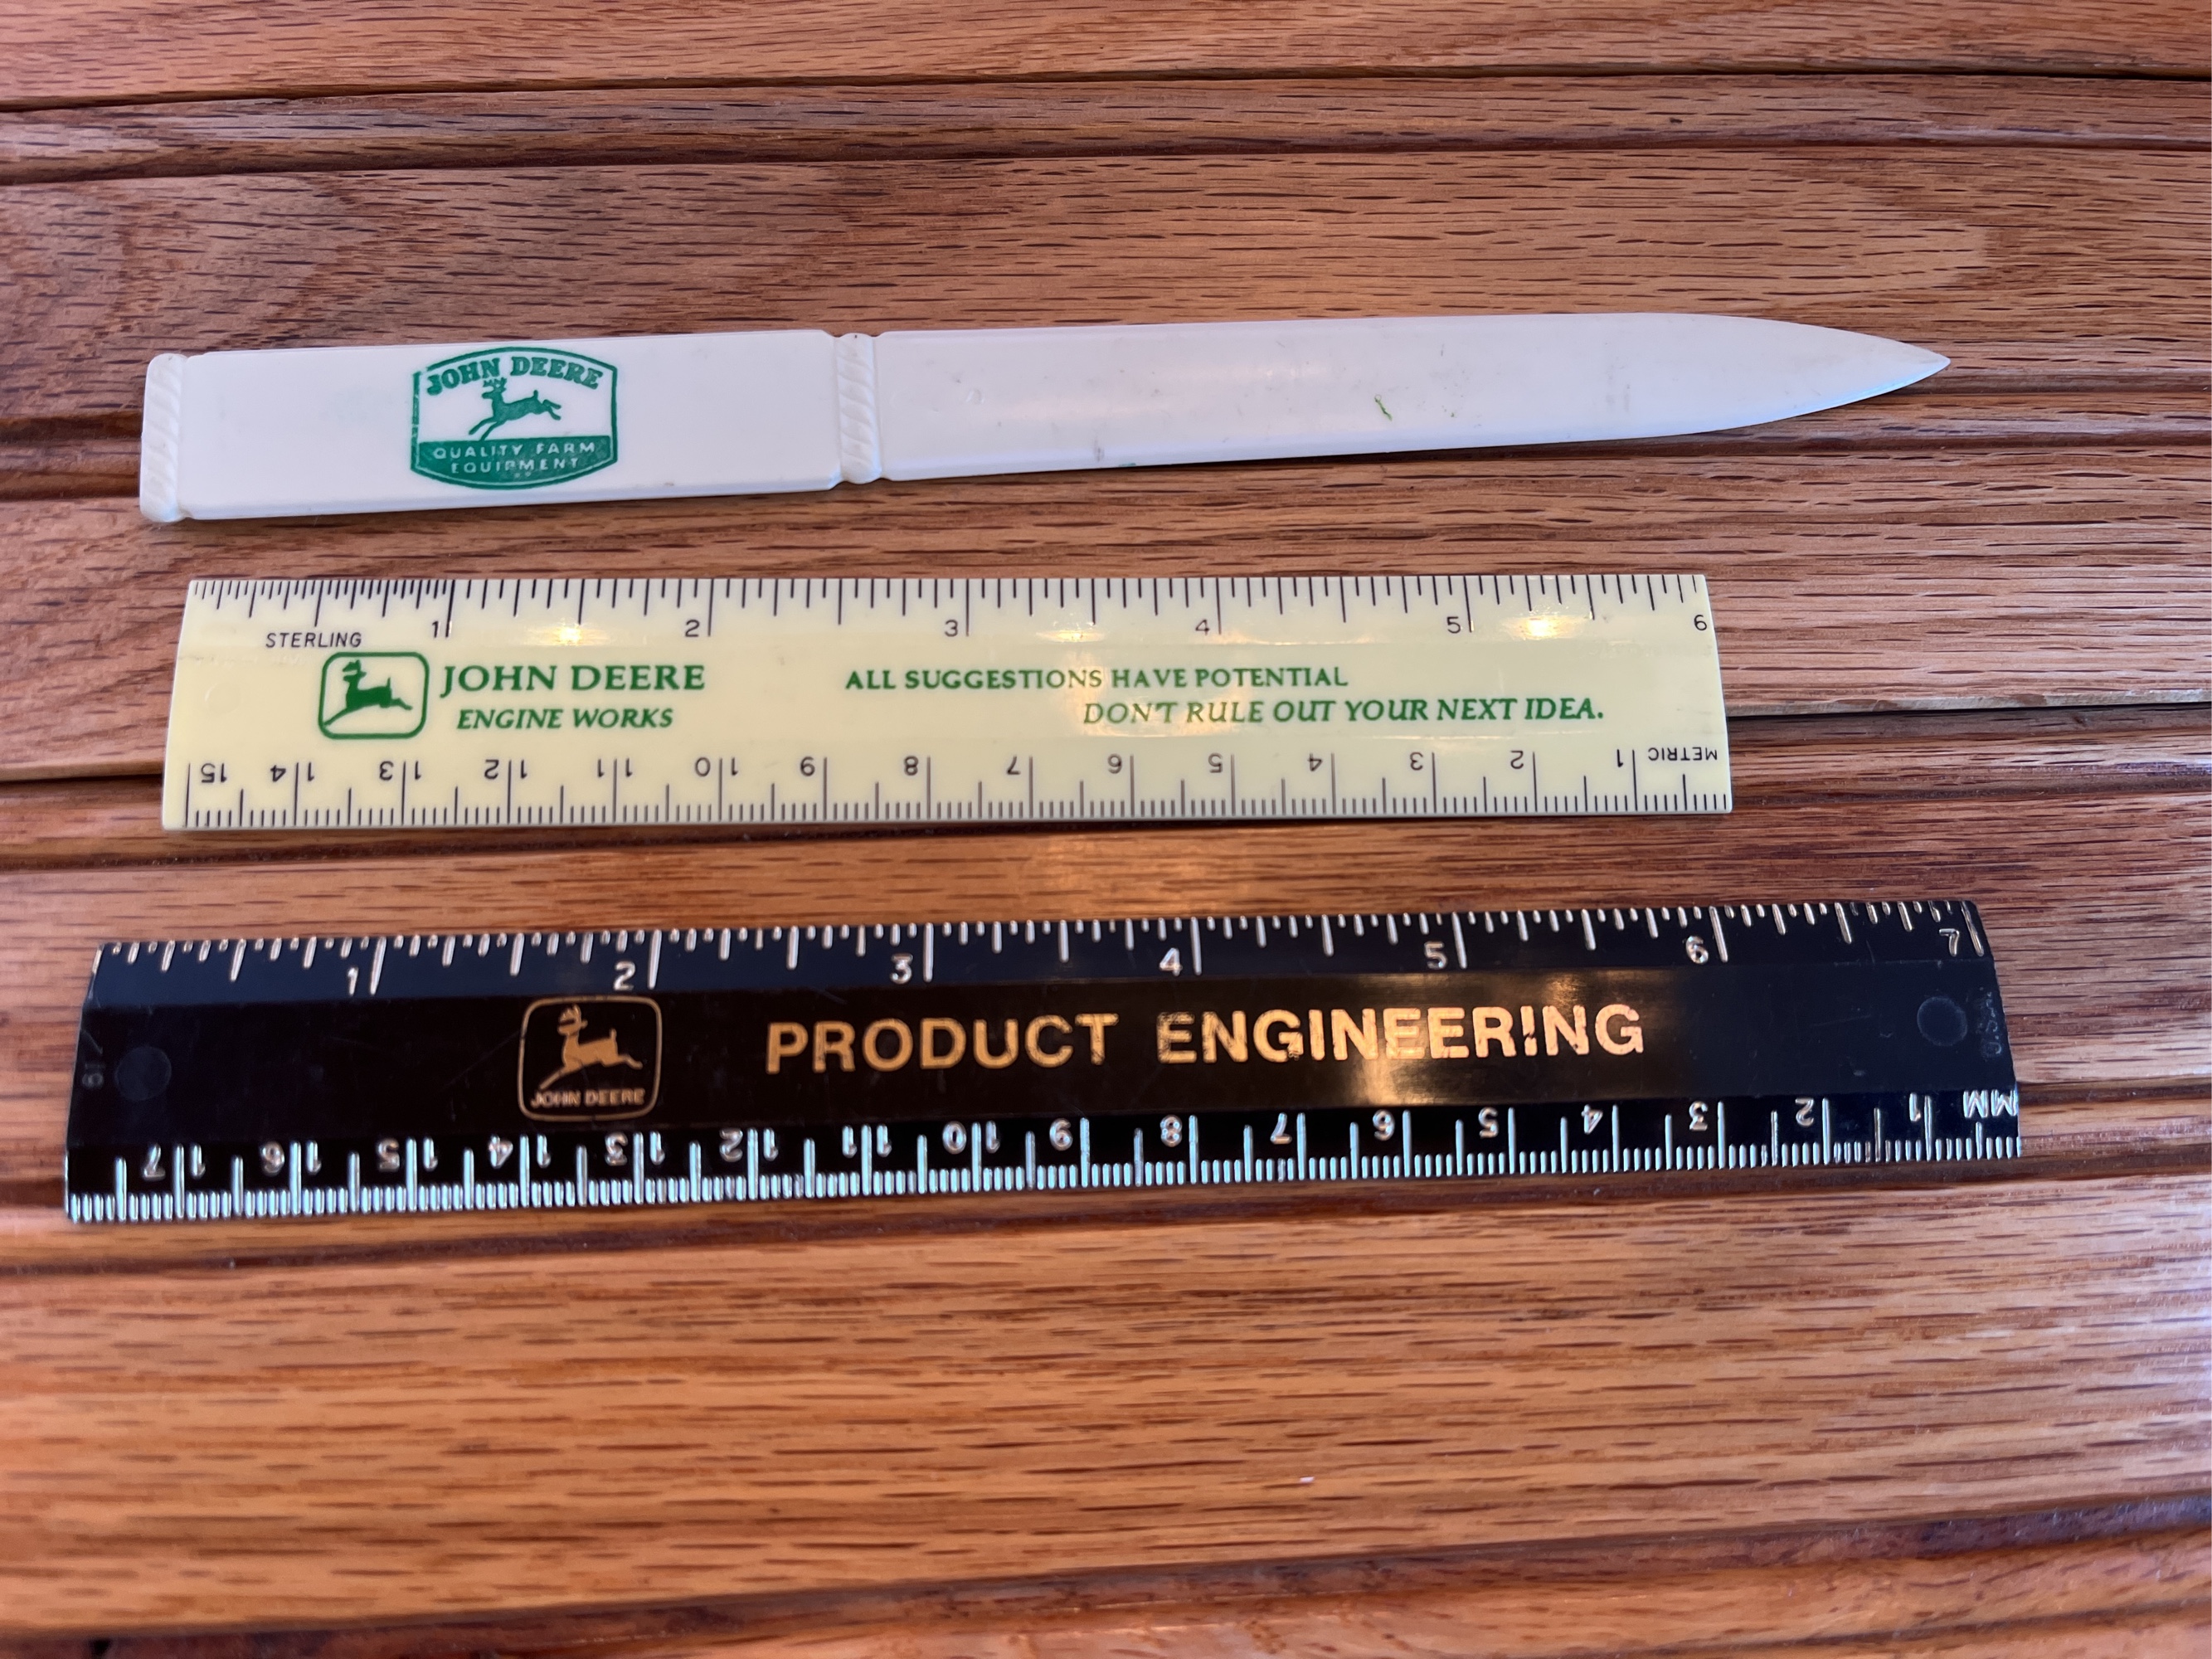 JOHN DEERE
QUALITY FARM
EQUIPMENT
1 2 3 4 5 6
STERLING
JOHN DEERE
ENGINE WORKS
ALL SUGGESTIONS HAVE POTENTIAL
DON'T RULE OUT YOUR NEXT IDEA.
METRIC
15 14 13 12 11 10 9 8 7 6 5 4 3 2 1
1 2 3 4 5 6 7
JOHN DEERE
PRODUCT ENGINEERING
17 16 15 14 13 12 11 10 9 8 7 6 5 4 3 2 1 MM